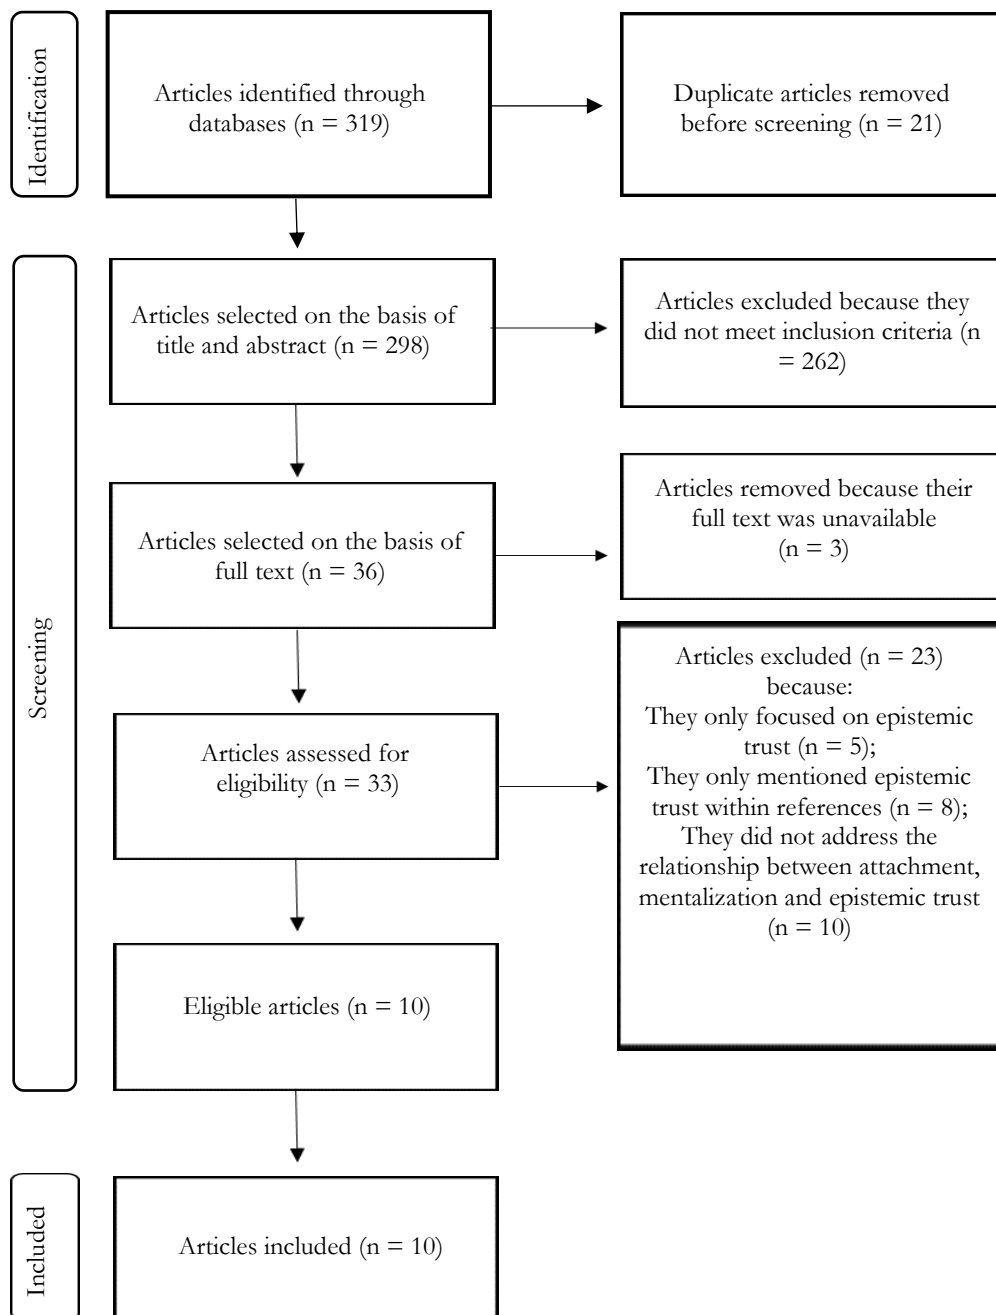 Identification
Articles identified through
databases (n = 319)
Duplicate articles removed
before screening (n = 21)
Screening
Articles selected on the basis of
title and abstract (n = 298)
Articles excluded because they
did not meet inclusion criteria (n
= 262)
Articles selected on the basis of
full text (n = 36)
Articles removed because their
full text was unavailable
(n = 3)
Articles assessed for
eligibility (n = 33)
Articles excluded (n = 23)
because:
They only focused on epistemic
trust (n = 5);
They only mentioned epistemic
trust within references (n = 8);
They did not address the
relationship between attachment,
mentalization and epistemic trust
(n = 10)
Eligible articles (n = 10)
Included
Articles included (n = 10)